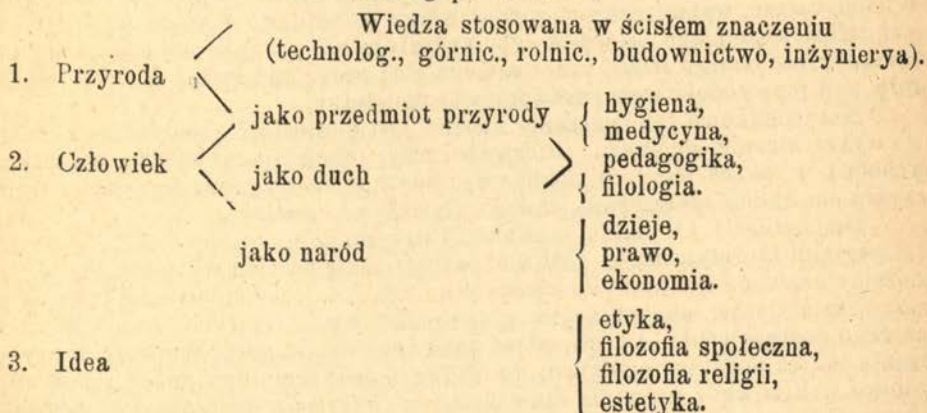 Wiedza stosowana w ścisłem znaczeniu
(technolog., górnic., rolnic., budownictwo, inżynierya).
1. Przyroda
jako przedmiot przyrody
hygiena,
medycyna,
2. Człowiek
jako duch
pedagogika,
filologia.
jako naród
dzieje,
prawo,
ekonomia.
3. Idea
etyka,
filozofia społeczna,
filozofia religii,
estetyka.